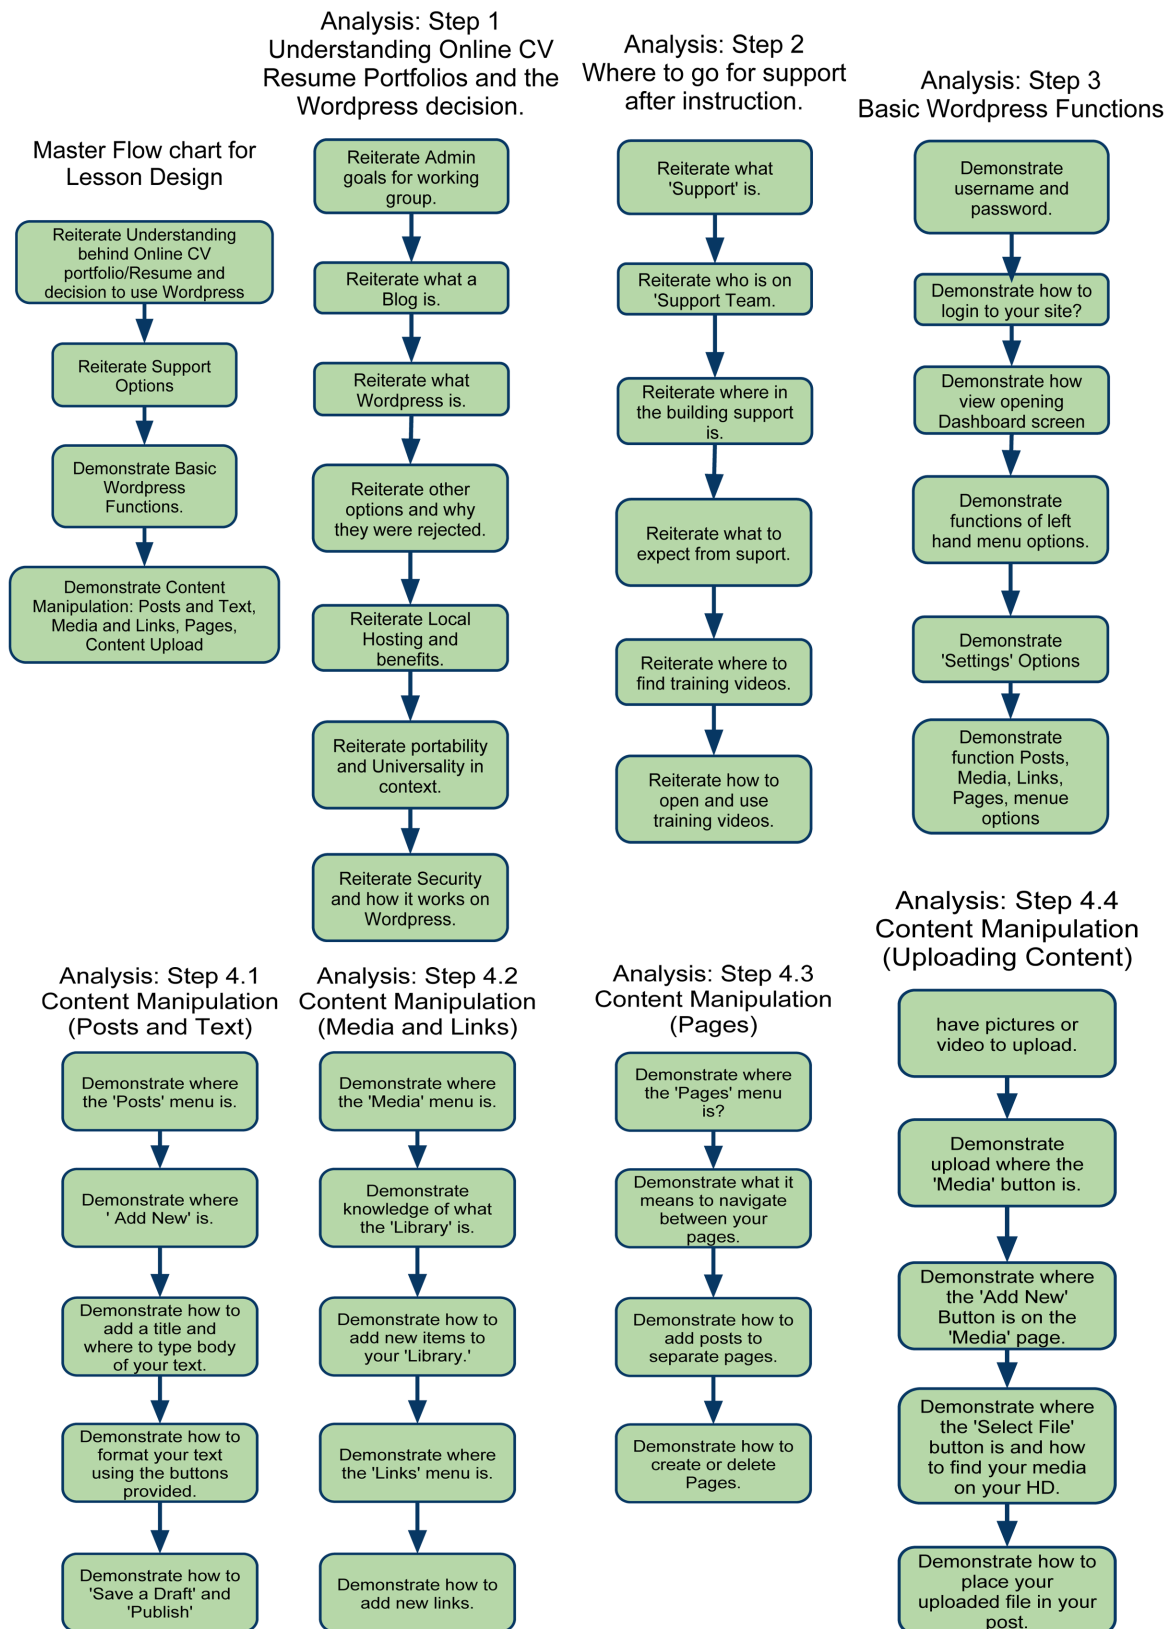 Master Flow chart for
Lesson Design
Reiterate Understanding
behind Online CV
portfolio/Resume and
decision to use Wordpress
Reiterate Support
Options
Demonstrate Basic
Wordpress
Functions.
Demonstrate Content
Manipulation: Posts and Text,
Media and Links, Pages,
Content Upload
Analysis: Step 1
Understanding Online CV
Resume Portfolios and the
Wordpress decision.
Reiterate Admin
goals for working
group.
Reiterate what a
Blog is.
Reiterate what
Wordpress is.
Reiterate other
options and why
they were rejected.
Reiterate Local
Hosting and
benefits.
Reiterate portability
and Universality in
context.
Reiterate Security
and how it works on
Wordpress.
Analysis: Step 2
Where to go for support
after instruction.
Reiterate what
'Support' is.
Reiterate who is on
'Support Team.
Reiterate where in
the building support
is.
Reiterate what to
expect from suport.
Reiterate where to
find training videos.
Reiterate how to
open and use
training videos.
Analysis: Step 3
Basic Wordpress Functions
Demonstrate
username and
password.
Demonstrate how to
login to your site?
Demonstrate how
view opening
Dashboard screen
Demonstrate
functions of left
hand menu options.
Demonstrate
'Settings' Options
Demonstrate
function Posts,
Media, Links,
Pages, menue
options
Analysis: Step 4.1
Content Manipulation
(Posts and Text)
Demonstrate where
the 'Posts' menu is.
Demonstrate where
' Add New' is.
Demonstrate how to
add a title and
where to type body
of your text.
Demonstrate how to
format your text
using the buttons
provided.
Demonstrate how to
'Save a Draft' and
'Publish'
Analysis: Step 4.2
Content Manipulation
(Media and Links)
Demonstrate where
the 'Media' menu is.
Demonstrate
knowledge of what
the 'Library' is.
Demonstrate how to
add new items to
your 'Library.'
Demonstrate where
the 'Links' menu is.
Demonstrate how to
add new links.
Analysis: Step 4.3
Content Manipulation
(Pages)
Demonstrate where
the 'Pages' menu
is?
Demonstrate what it
means to navigate
between your
pages.
Demonstrate how to
add posts to
separate pages.
Demonstrate how to
create or delete
Pages.
Analysis: Step 4.4
Content Manipulation
(Uploading Content)
have pictures or
video to upload.
Demonstrate
upload where the
'Media' button is.
Demonstrate where
the 'Add New'
Button is on the
'Media' page.
Demonstrate where
the 'Select File'
button is and how
to find your media
on your HD.
Demonstrate how to
place your
uploaded file in your
post.